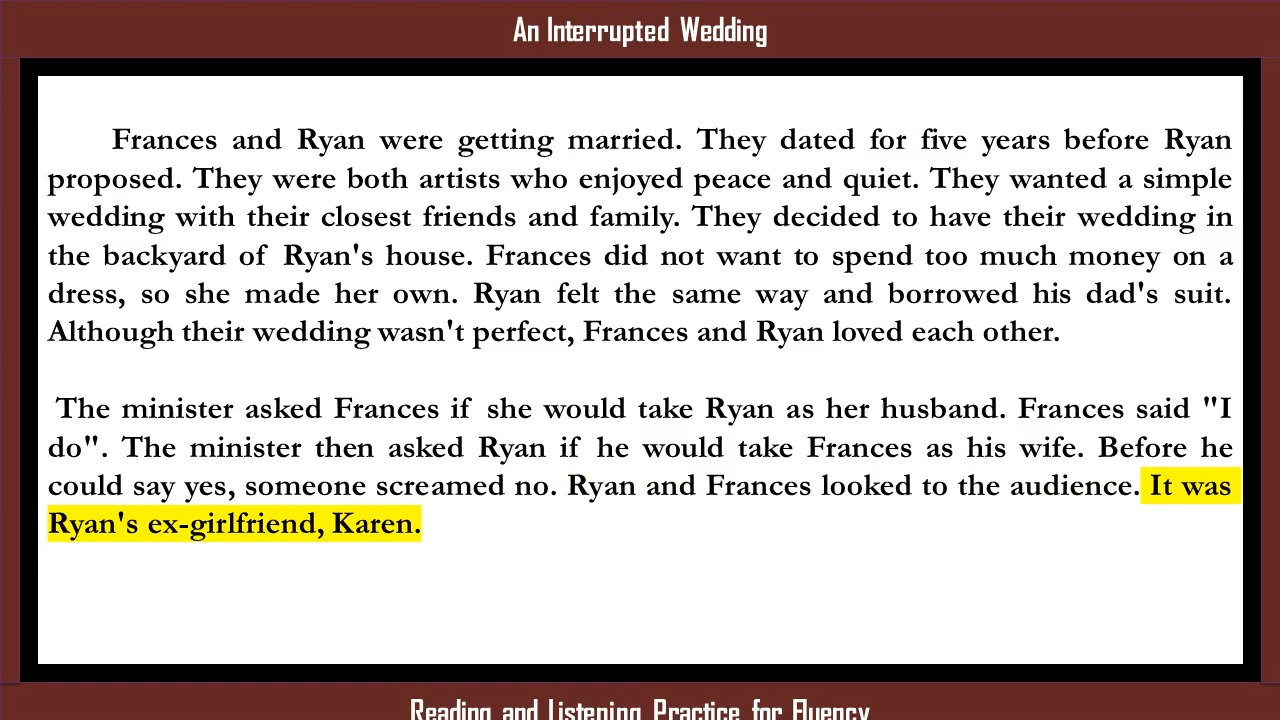 An Interrupted Wedding
Frances and Ryan were getting married. They dated for five years before Ryan
proposed. They were both artists who enjoyed peace and quiet. They wanted a simple
wedding with their closest friends and family. They decided to have their wedding in
the backyard of Ryan's house. Frances did not want to spend too much money on a
dress, so she made her own. Ryan felt the same way and borrowed his dad's suit.
Although their wedding wasn't perfect, Frances and Ryan loved each other.
The minister asked Frances if she would take Ryan as her husband. Frances said "I
do". The minister then asked Ryan if he would take Frances as his wife. Before he
could say yes, someone screamed no. Ryan and Frances looked to the audience. It was
Ryan's ex-girlfriend, Karen.
Reading and Listening Practice for Fluency